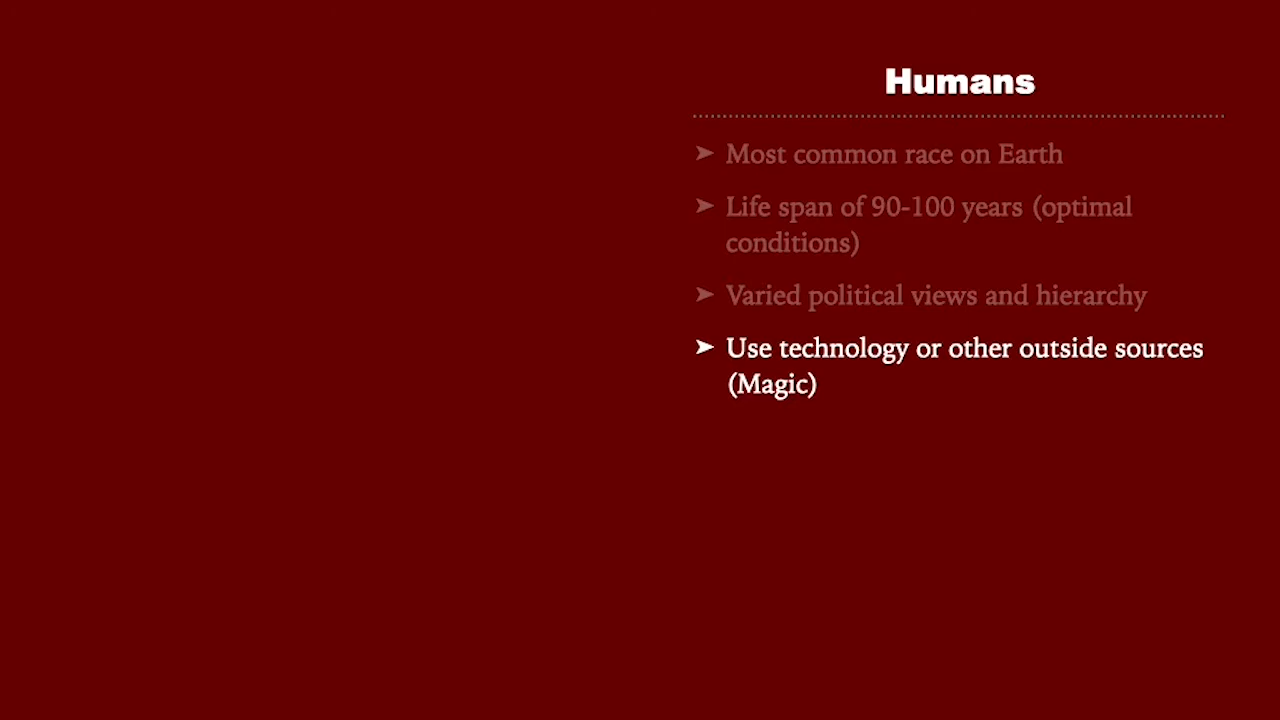 Humans
➤ Most common race on Earth
➤ Life span of 90-100 years (optimal
conditions)
➤ Varied political views and hierarchy
➤ Use technology or other outside sources
(Magic)